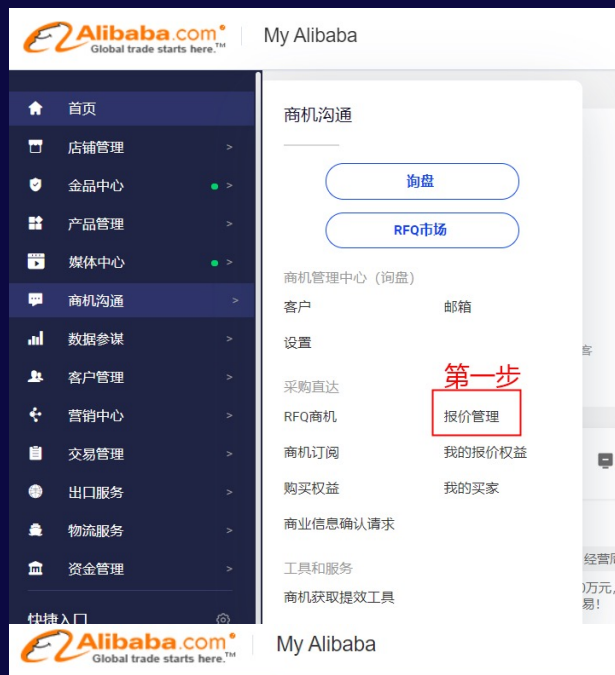 Alibaba.com
Global trade starts here.™
My Alibaba
首页
店铺管理
金品中心
产品管理
媒体中心
商机沟通
数据参谋
客户管理
营销中心
交易管理
出口服务
物流服务
资金管理
快捷入口
商机沟通
询盘
RFQ市场
商机管理中心（询盘）
客户 邮箱
设置
第一步
采购直达
RFQ商机 报价管理
商机订阅 我的报价权益
购买权益 我的买家
商业信息确认请求
工具和服务
商机获取提效工具
客
经营
0万元，
易！
Alibaba.com
Global trade starts here.™
My Alibaba